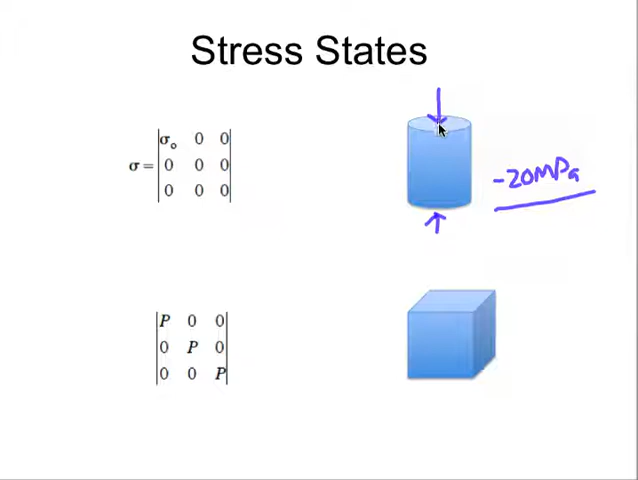 Stress States
σ₀ 0 0
σ = 0 0 0
0 0 0
-20MPa
P 0 0
0 P 0
0 0 P